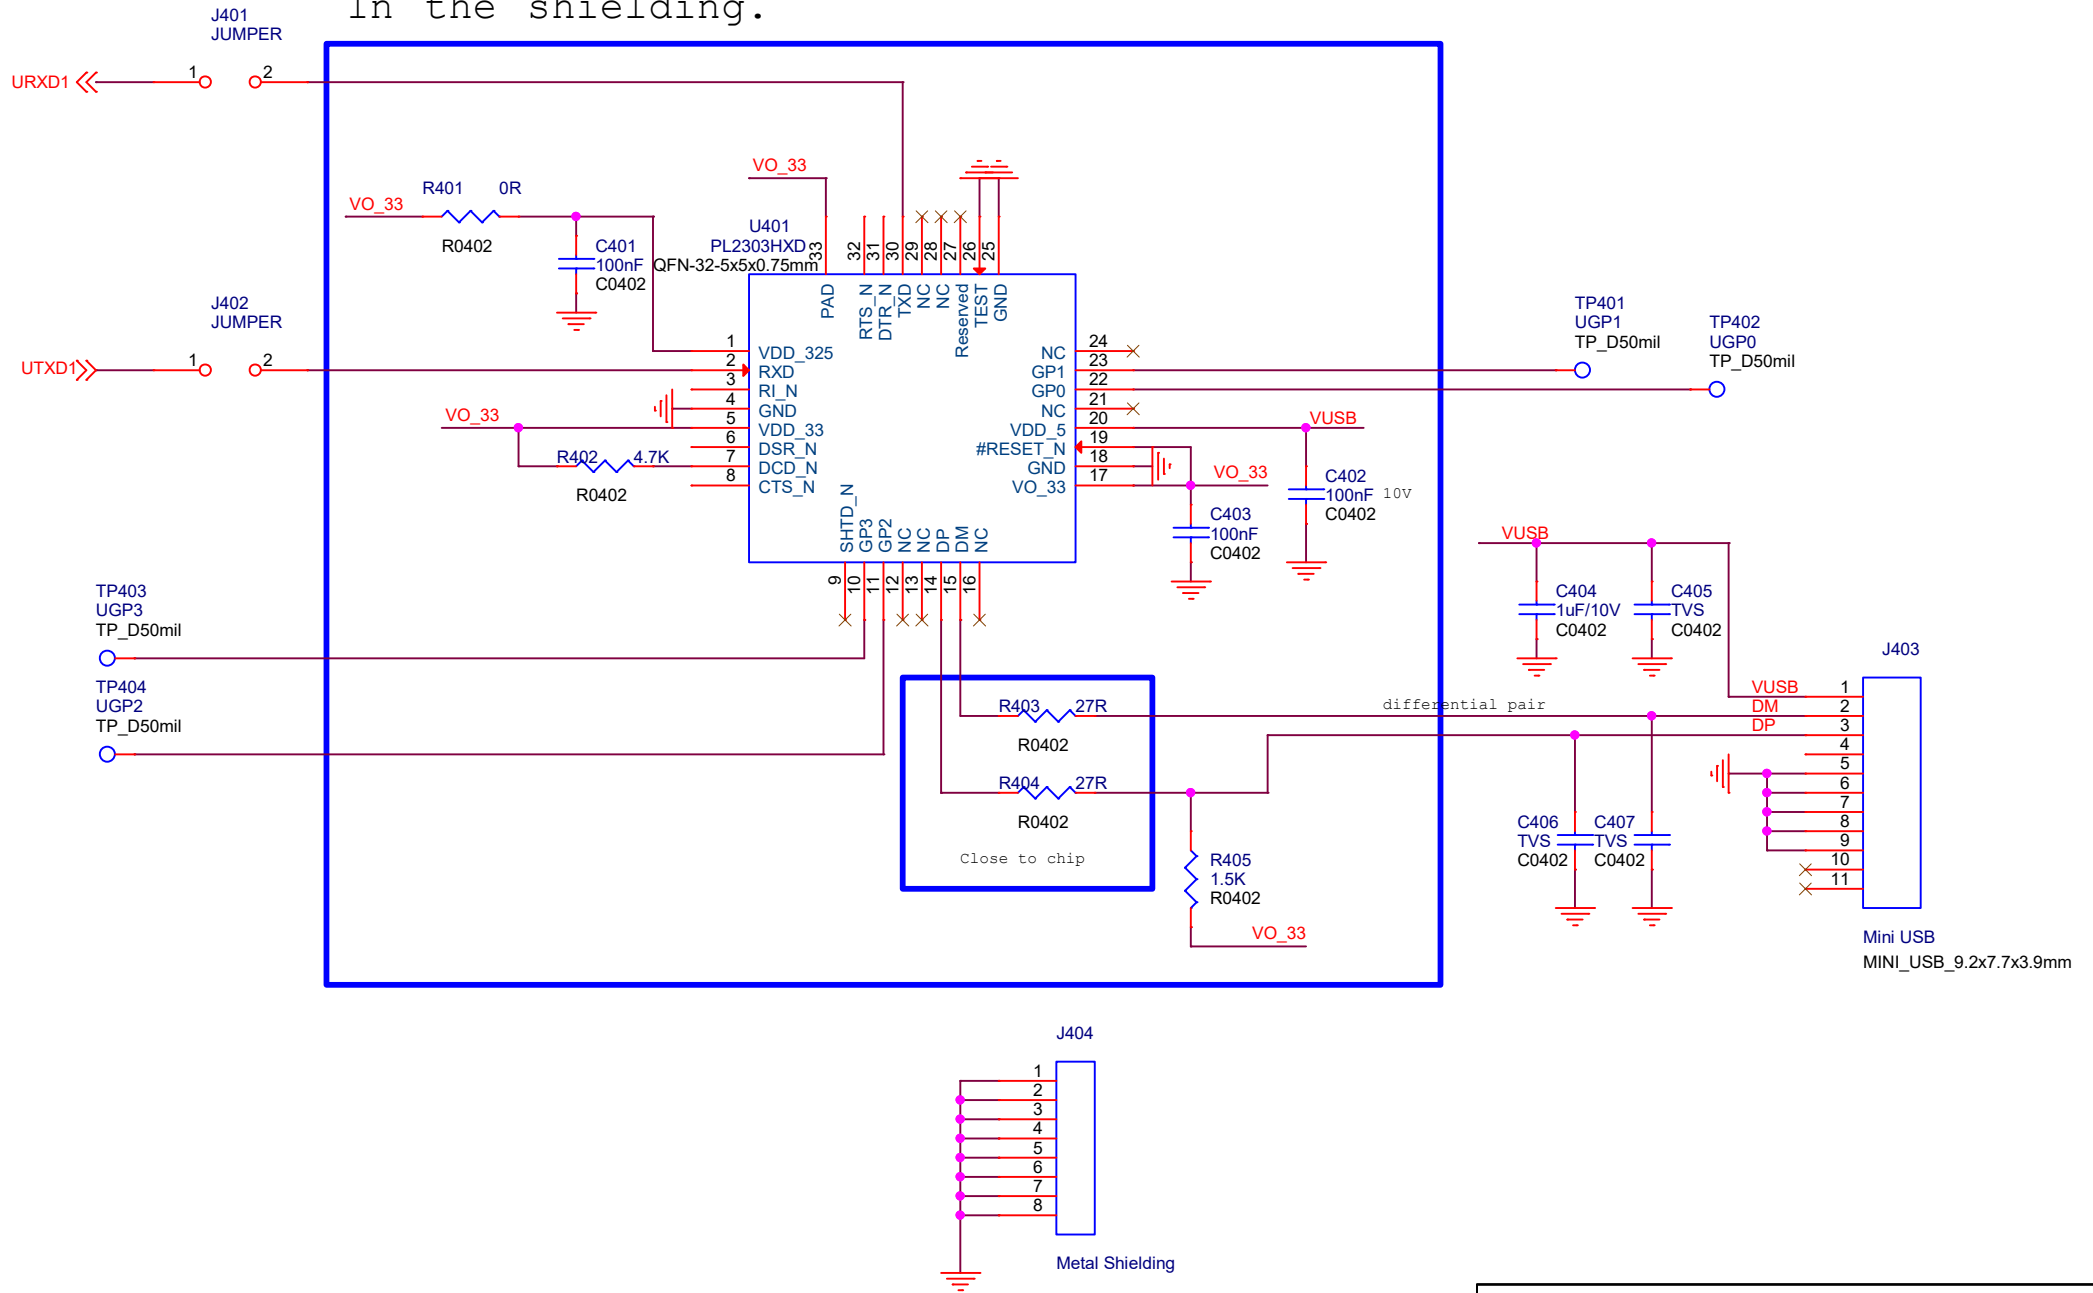 In the shielding.
J401
JUMPER
URXD1
1
2
VO_33
R401 0R
R0402
C401
100nF
C0402
VO_33
U401
PL2303HXD
QFN-32-5x5x0.75mm
33
32
31
30
29
28
27
26
25
PAD
RTS_N
DTR_N
TXD
NC
NC
Reserved
TEST
GND
J402
JUMPER
UTXD1
1
2
1 VDD_325
2 RXD
3 RI_N
4 GND
5 VDD_33
6 DSR_N
7 DCD_N
8 CTS_N
VO_33
R402 4.7K
R0402
NC 24
GP1 23
GP0 22
NC 21
VDD_5 20
#RESET_N 19
GND 18
VO_33 17
SHTD_N
GP3
GP2
NC
NC
DP
DM
NC
9
10
11
12
13
14
15
16
TP401
UGP1
TP_D50mil
TP402
UGP0
TP_D50mil
VUSB
VO_33
C402
100nF 10V
C0402
C403
100nF
C0402
TP403
UGP3
TP_D50mil
TP404
UGP2
TP_D50mil
R403 27R
R0402
R404 27R
R0402
Close to chip
R405
1.5K
R0402
VO_33
differential pair
VUSB
C404
1uF/10V
C0402
C405
TVS
C0402
C406
TVS
C0402
C407
TVS
C0402
J403
VUSB 1
DM 2
DP 3
4
5
6
7
8
9
10
11
Mini USB
MINI_USB_9.2x7.7x3.9mm
J404
1
2
3
4
5
6
7
8
Metal Shielding